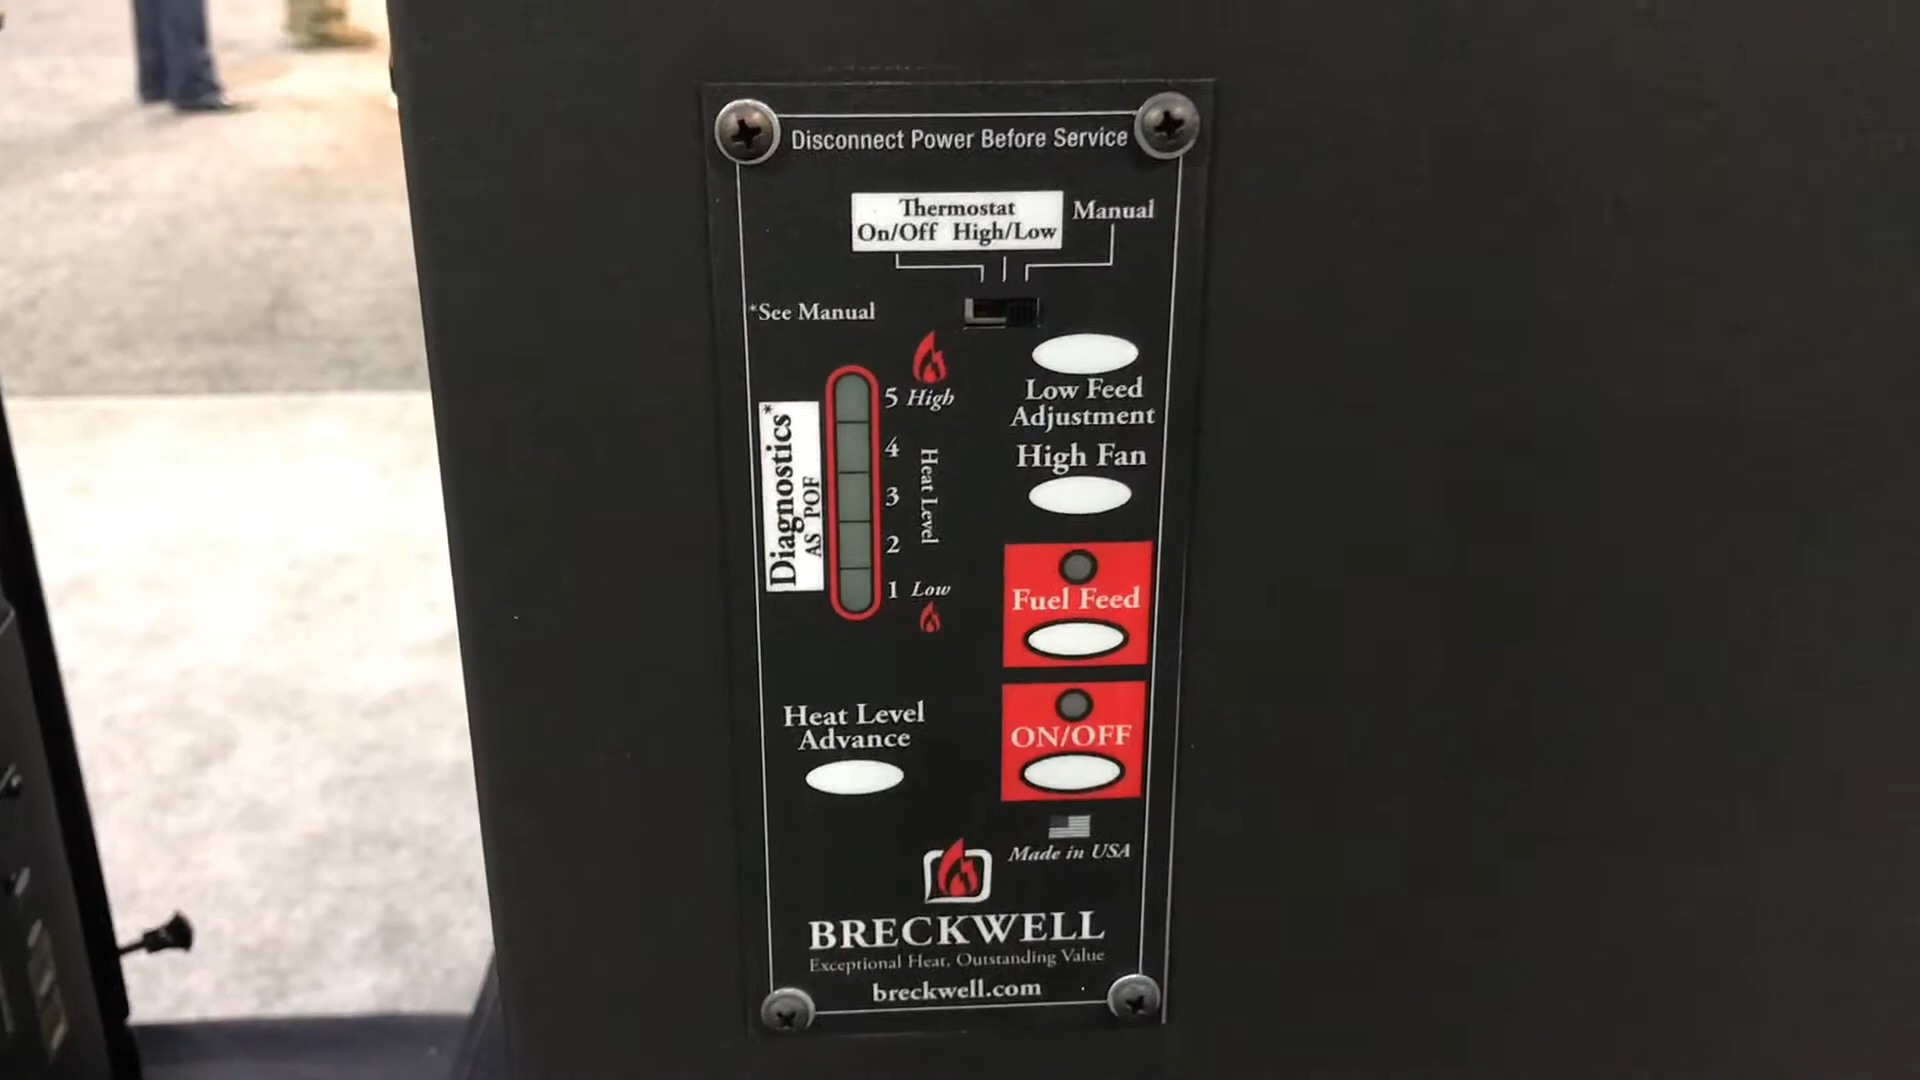 Disconnect Power Before Service
Thermostat
On/Off High/Low
Manual
*See Manual
Low Feed
Adjustment
High Fan
Diagnostics*
AS POF
5 High
4
3
2
1 Low
Heat Level
Fuel Feed
Heat Level
Advance
ON/OFF
Made in USA
BRECKWELL
Exceptional Heat, Outstanding Value
breckwell.com